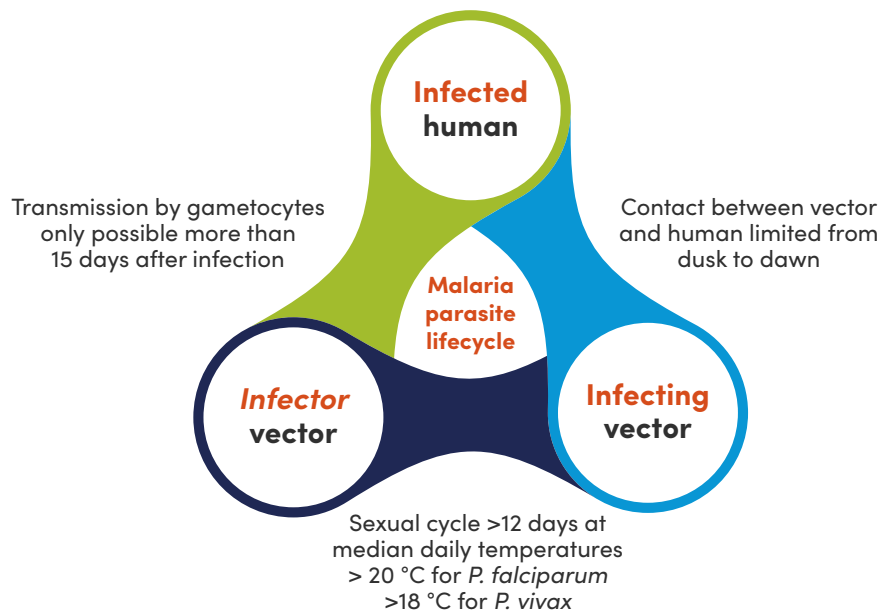 Infected
human
Transmission by gametocytes
only possible more than
15 days after infection
Contact between vector
and human limited from
dusk to dawn
Malaria
parasite
lifecycle
Infector
vector
Infecting
vector
Sexual cycle >12 days at
median daily temperatures
> 20 °C for P. falciparum
>18 °C for P. vivax